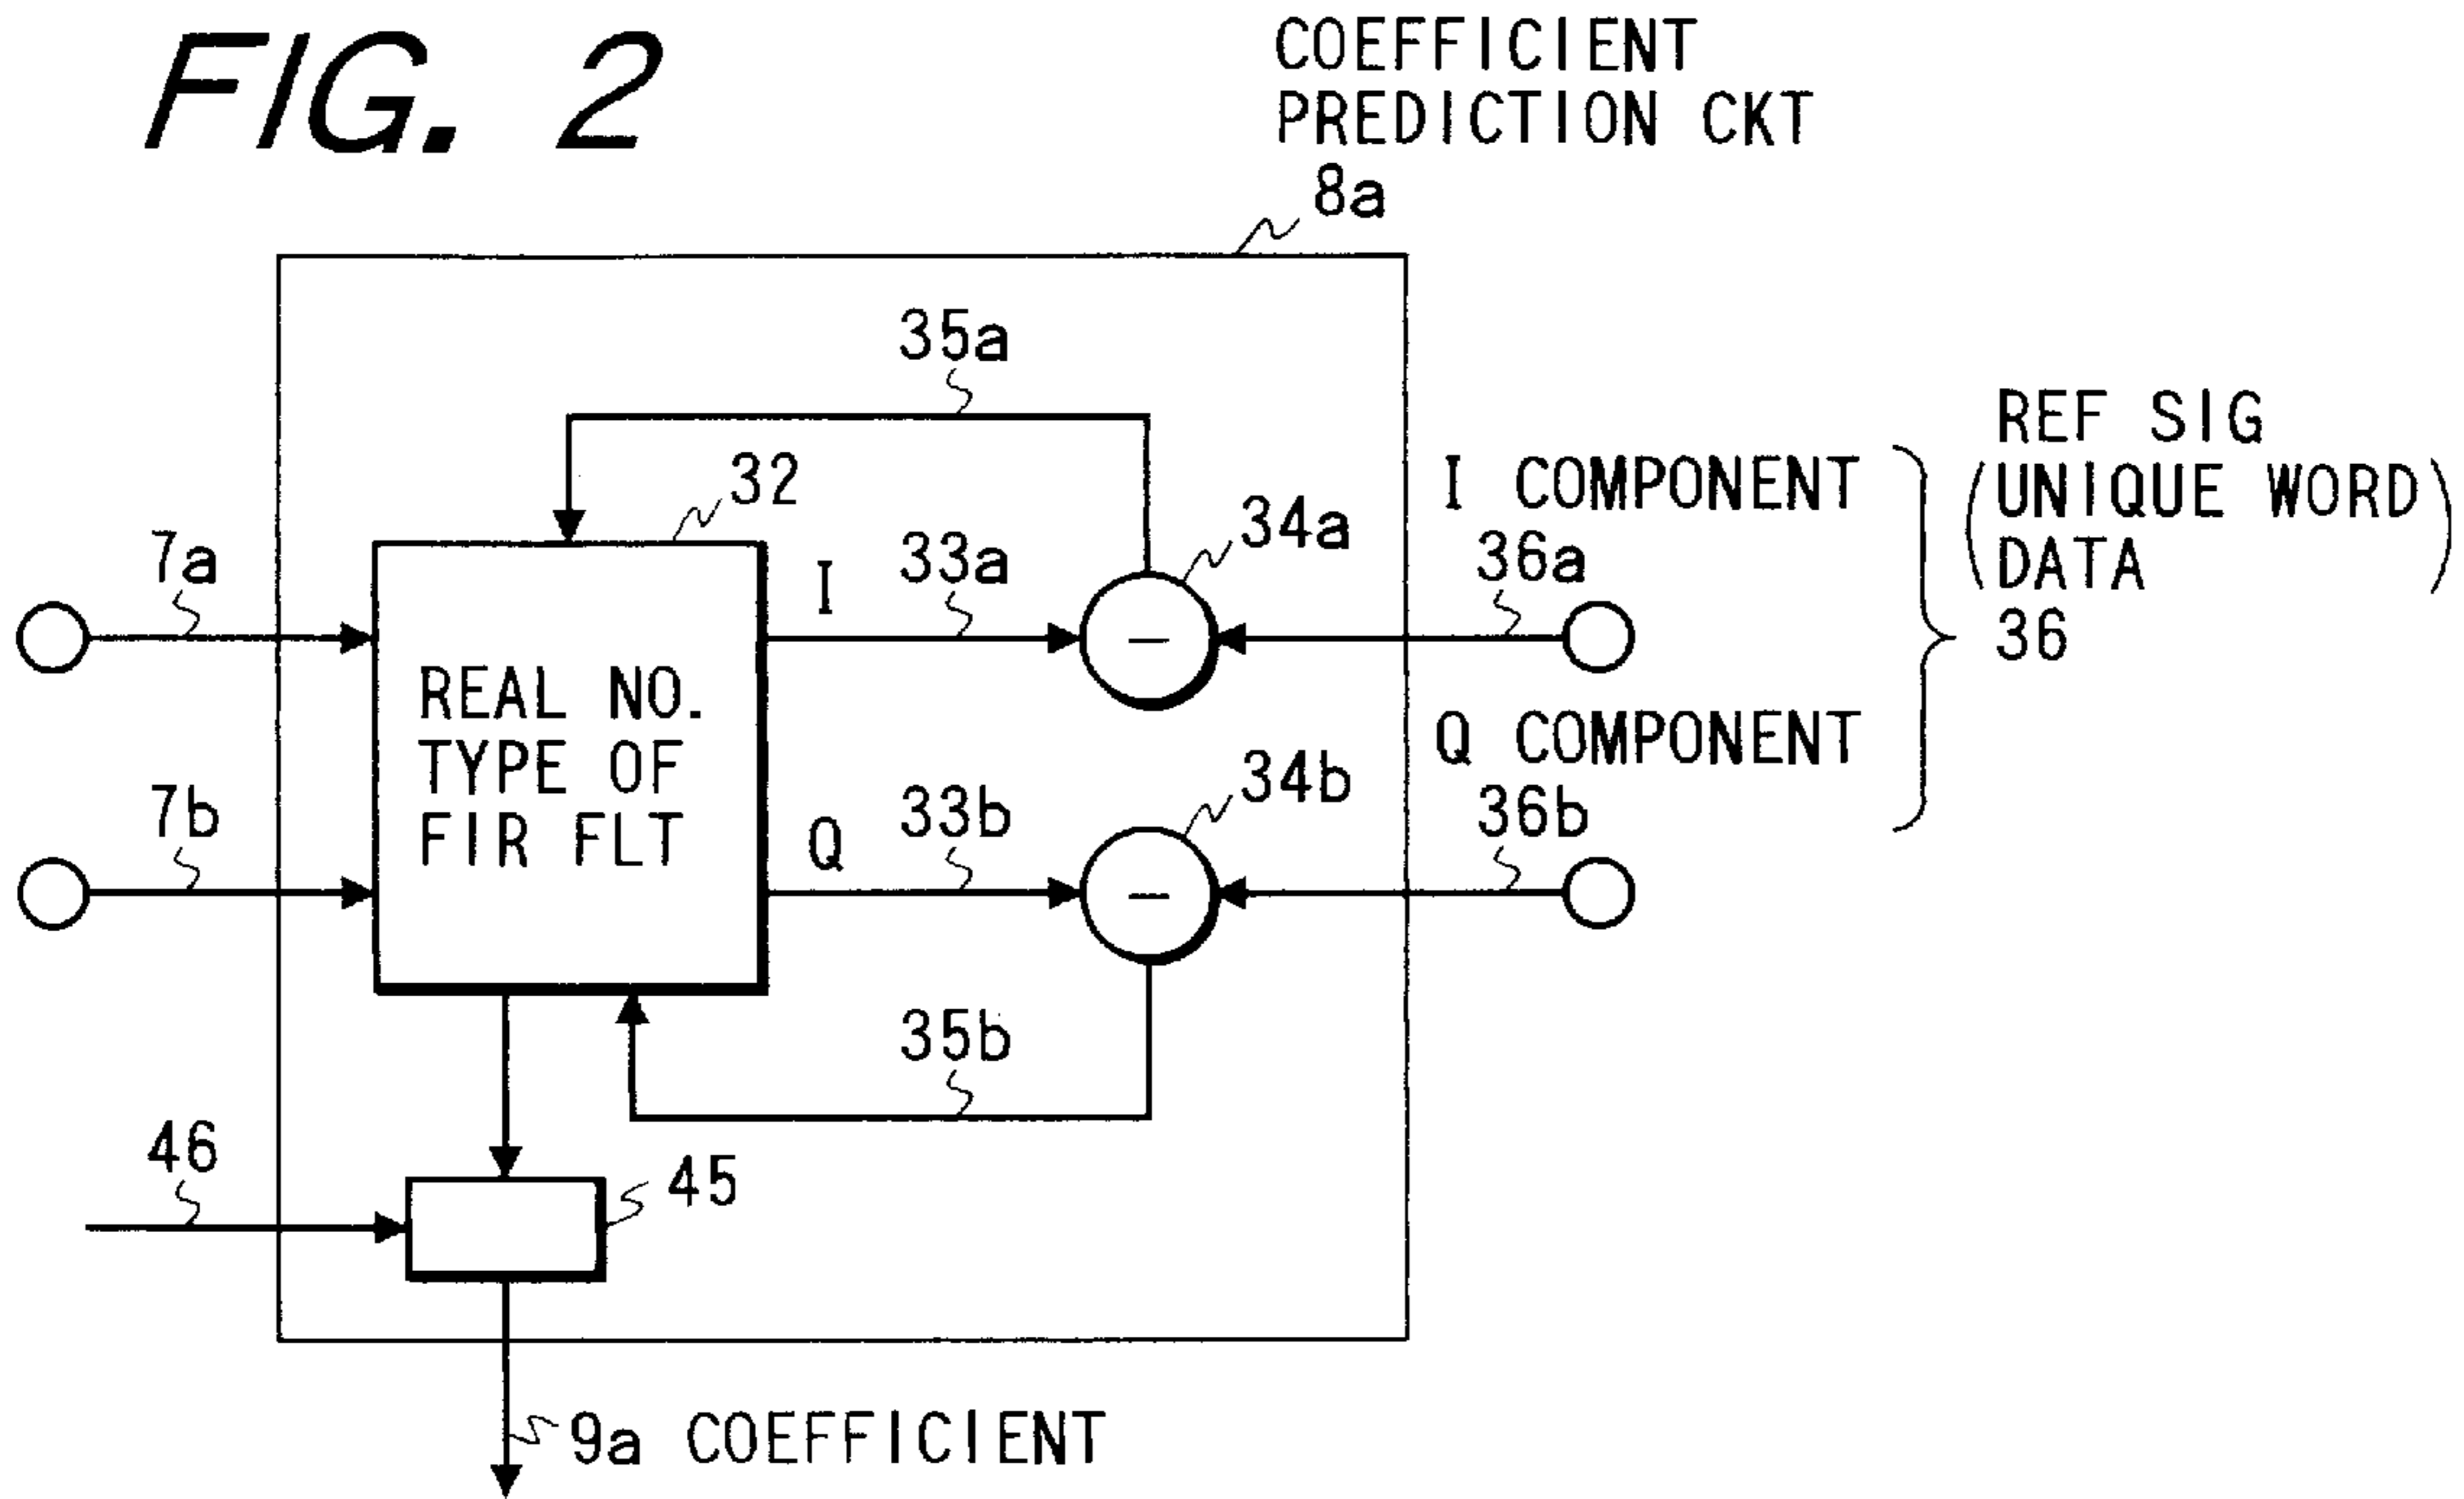 FIG. 2
COEFFICIENT
PREDICTION CKT
8a
35a
32
7a
I
33a
34a
I COMPONENT
36a
REF SIG
(UNIQUE WORD)
DATA
36
REAL NO.
TYPE OF
FIR FLT
7b
Q
33b
34b
Q COMPONENT
36b
35b
46
45
9a COEFFICIENT